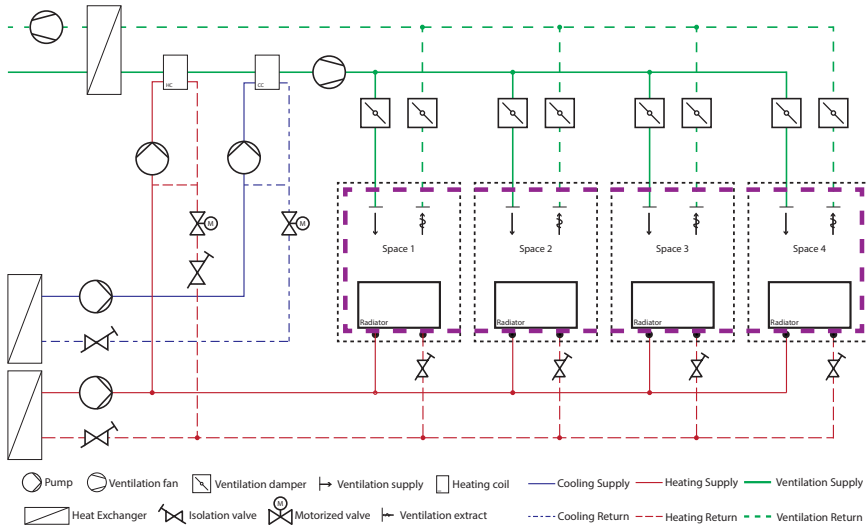 HC
CC
M
M
Space 1
Space 2
Space 3
Space 4
Radiator
Radiator
Radiator
Radiator
Pump
Ventilation fan
Ventilation damper
Ventilation supply
Heating coil
Cooling Supply
Heating Supply
Ventilation Supply
Heat Exchanger
Isolation valve
M
Motorized valve
Ventilation extract
Cooling Return
Heating Return
Ventilation Return